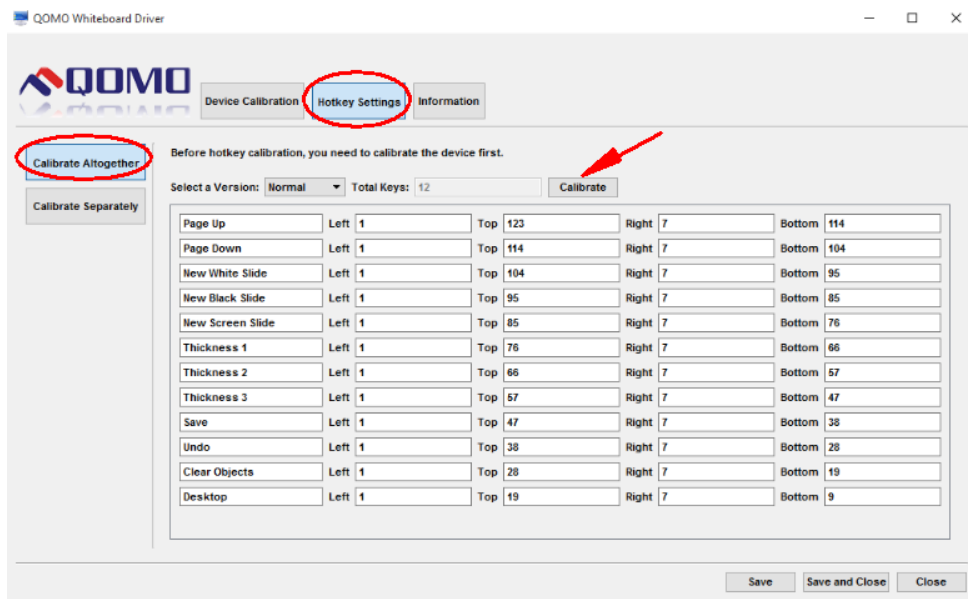 QOMO Whiteboard Driver
QOMO
Device Calibration Hotkey Settings Information
Calibrate Altogether
Calibrate Separately
Before hotkey calibration, you need to calibrate the device first.
Select a Version: Normal Total Keys: 12 Calibrate
Page Up Left 1 Top 123 Right 7 Bottom 114
Page Down Left 1 Top 114 Right 7 Bottom 104
New White Slide Left 1 Top 104 Right 7 Bottom 95
New Black Slide Left 1 Top 95 Right 7 Bottom 85
New Screen Slide Left 1 Top 85 Right 7 Bottom 76
Thickness 1 Left 1 Top 76 Right 7 Bottom 66
Thickness 2 Left 1 Top 66 Right 7 Bottom 57
Thickness 3 Left 1 Top 57 Right 7 Bottom 47
Save Left 1 Top 47 Right 7 Bottom 38
Undo Left 1 Top 38 Right 7 Bottom 28
Clear Objects Left 1 Top 28 Right 7 Bottom 19
Desktop Left 1 Top 19 Right 7 Bottom 9
Save Save and Close Close